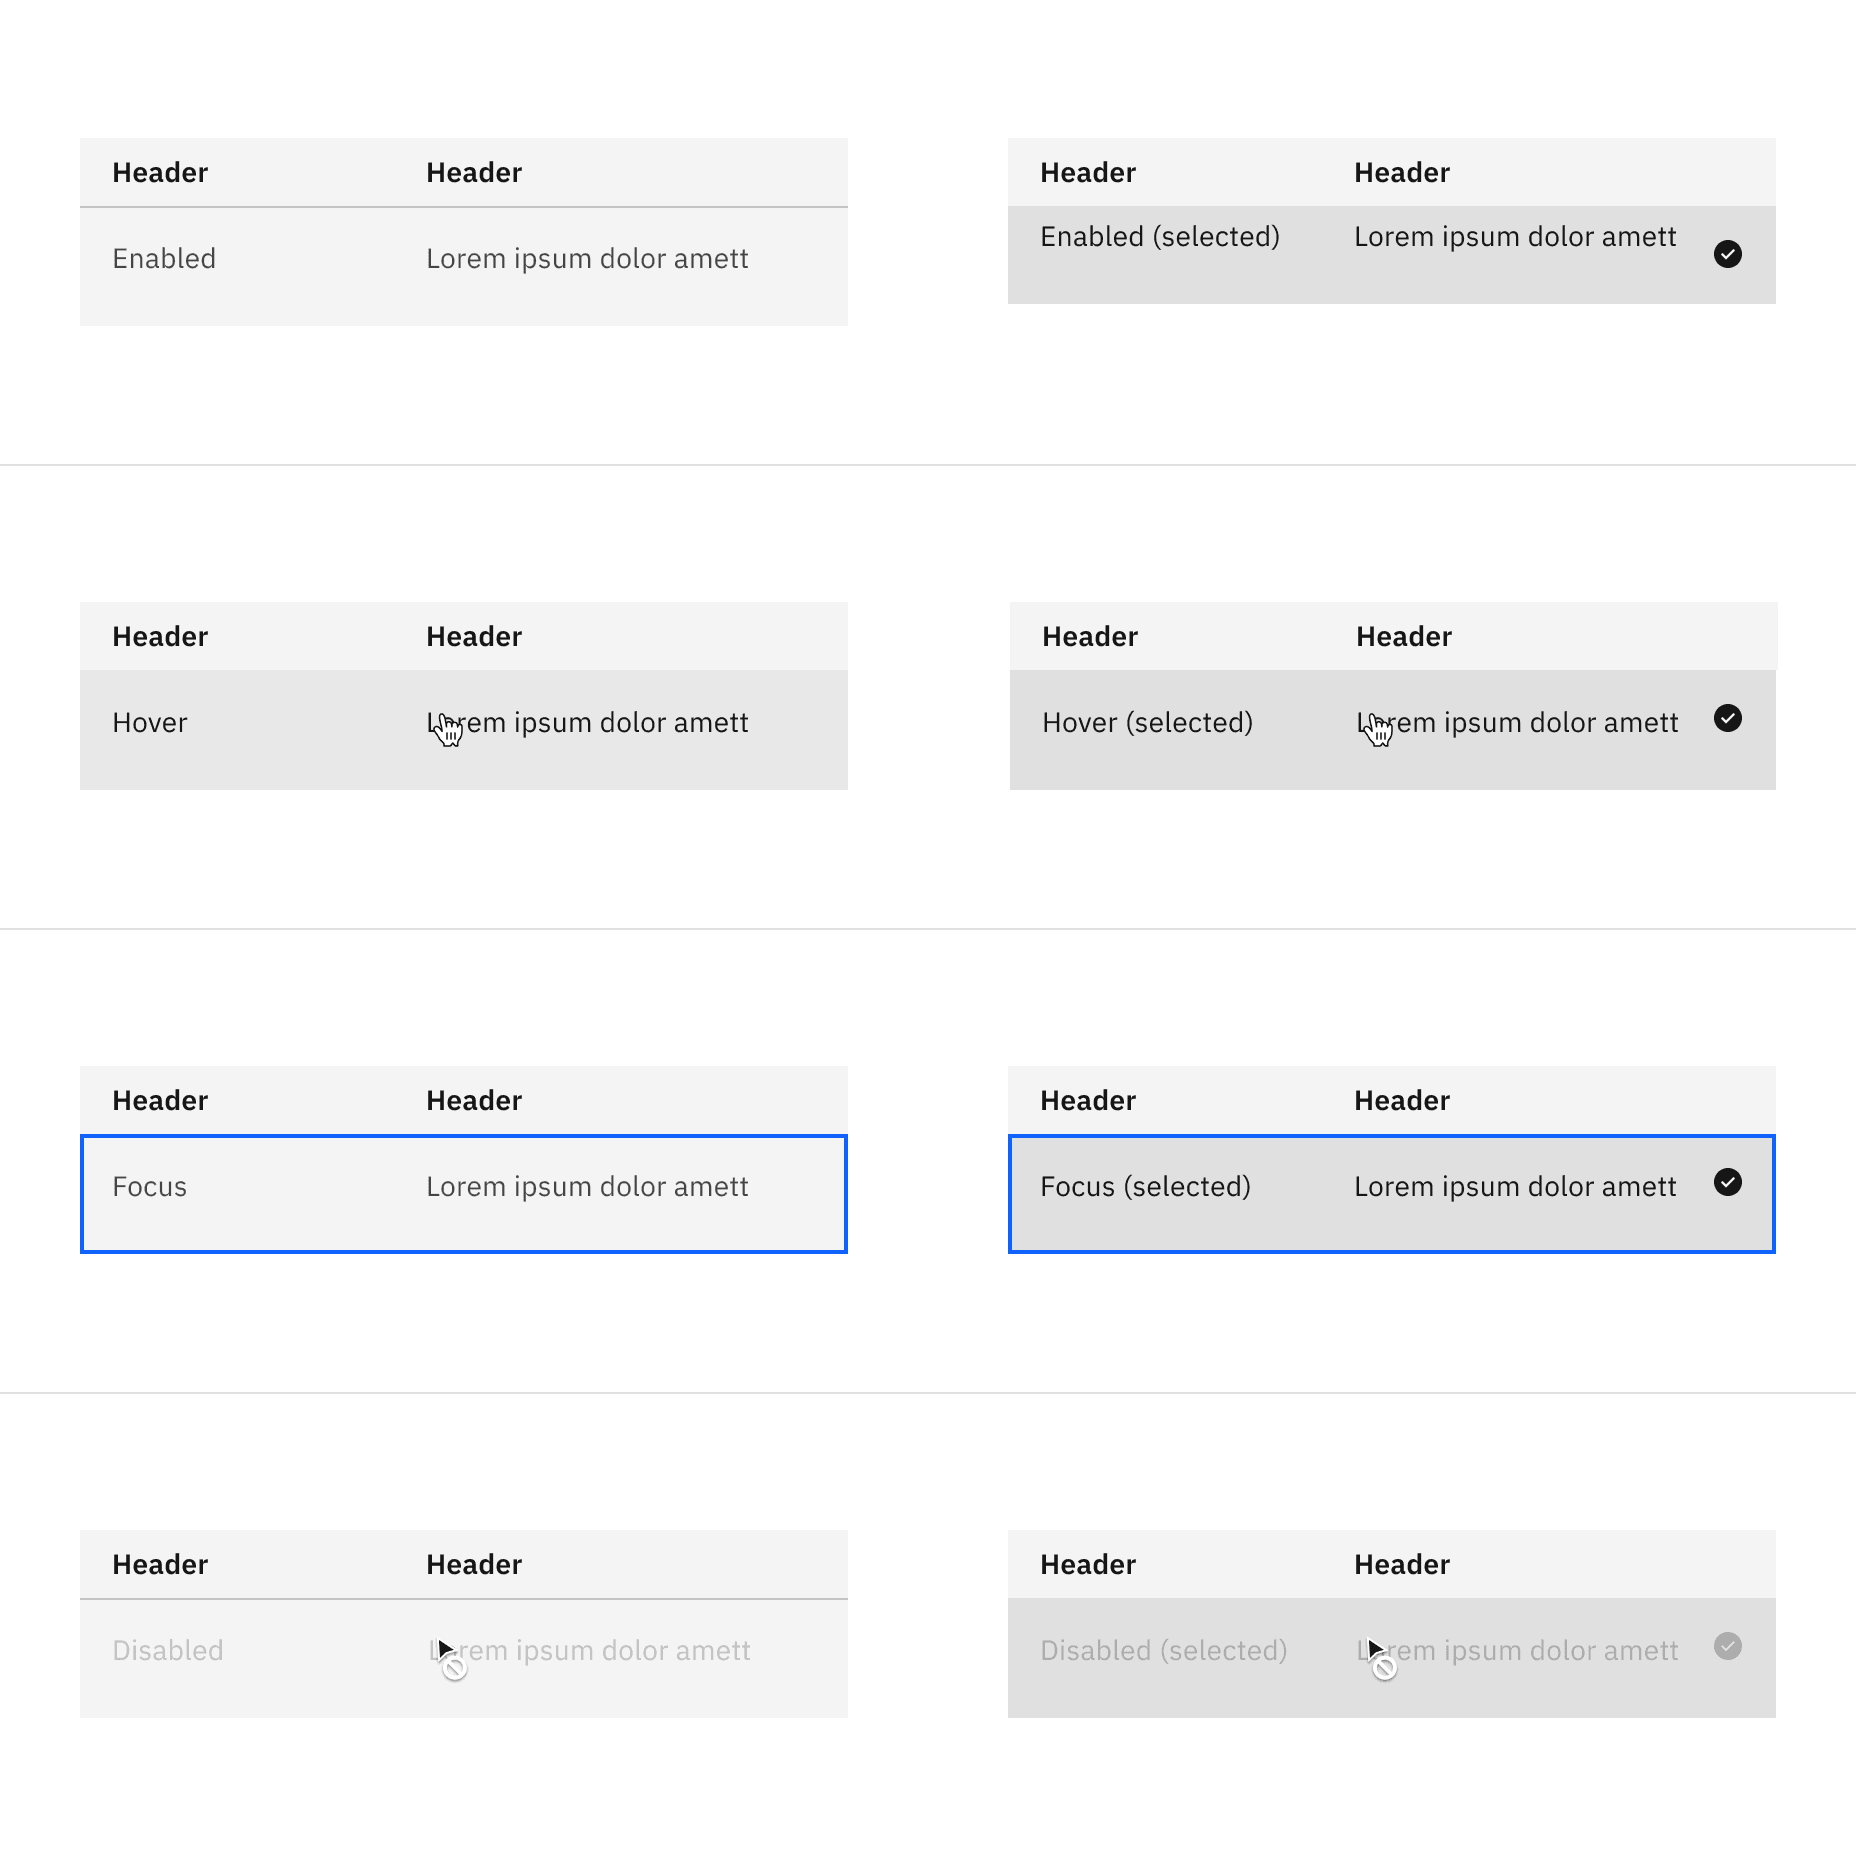 Header Header
Enabled Lorem ipsum dolor amett
Header Header
Enabled (selected) Lorem ipsum dolor amett
Header Header
Hover Lorem ipsum dolor amett
Header Header
Hover (selected) Lorem ipsum dolor amett
Header Header
Focus Lorem ipsum dolor amett
Header Header
Focus (selected) Lorem ipsum dolor amett
Header Header
Disabled Lorem ipsum dolor amett
Header Header
Disabled (selected) Lorem ipsum dolor amett